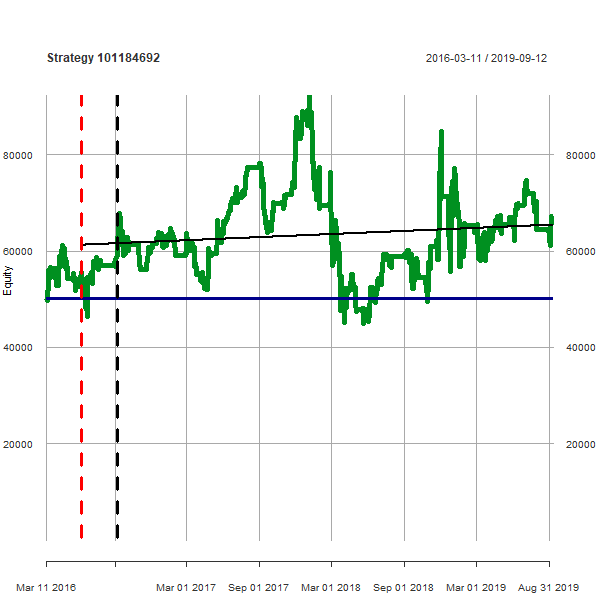 Strategy 101184692
2016-03-11 / 2019-09-12
80000
80000
60000
60000
Equity
40000
40000
20000
20000
Mar 11 2016
Mar 01 2017
Sep 01 2017
Mar 01 2018
Sep 01 2018
Mar 01 2019
Aug 31 2019